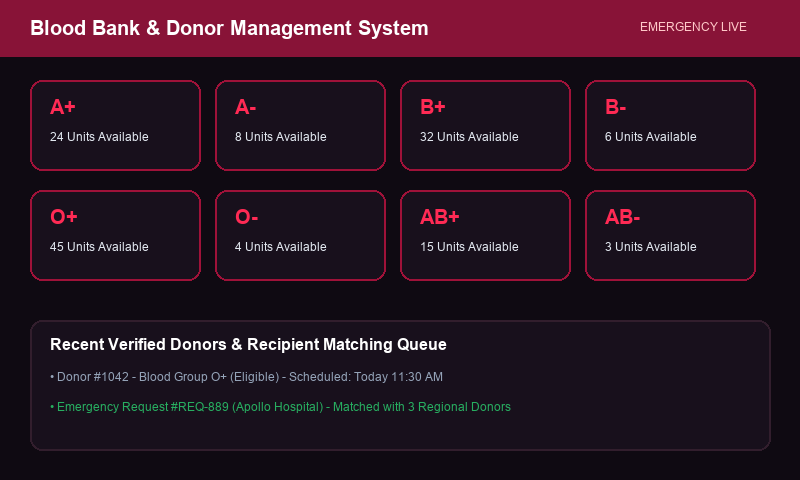 Blood Bank & Donor Management System
EMERGENCY LIVE
A+
24 Units Available
A-
8 Units Available
B+
32 Units Available
B-
6 Units Available
O+
45 Units Available
O-
4 Units Available
AB+
15 Units Available
AB-
3 Units Available
Recent Verified Donors & Recipient Matching Queue
• Donor #1042 - Blood Group O+ (Eligible) - Scheduled: Today 11:30 AM
• Emergency Request #REQ-889 (Apollo Hospital) - Matched with 3 Regional Donors